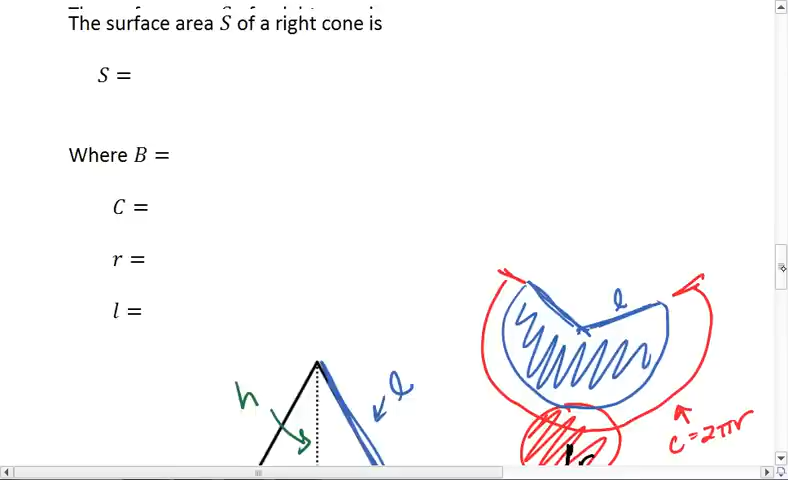 The surface area S of a right cone is
S =
Where B =
C =
r =
l =
l
h
l
C = 2πr